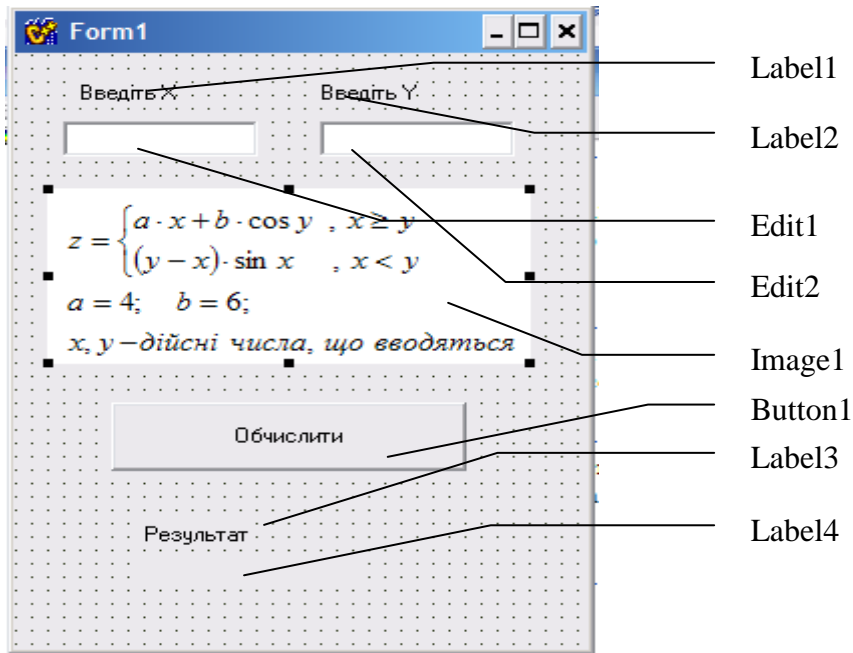 Form1
Введіть X Введіть Y
z = { a · x + b · cos y , x ≥ y
(y − x) · sin x , x < y
a = 4; b = 6;
x, y – дійсні числа, що вводяться
Обчислити
Результат
Label1
Label2
Edit1
Edit2
Image1
Button1
Label3
Label4